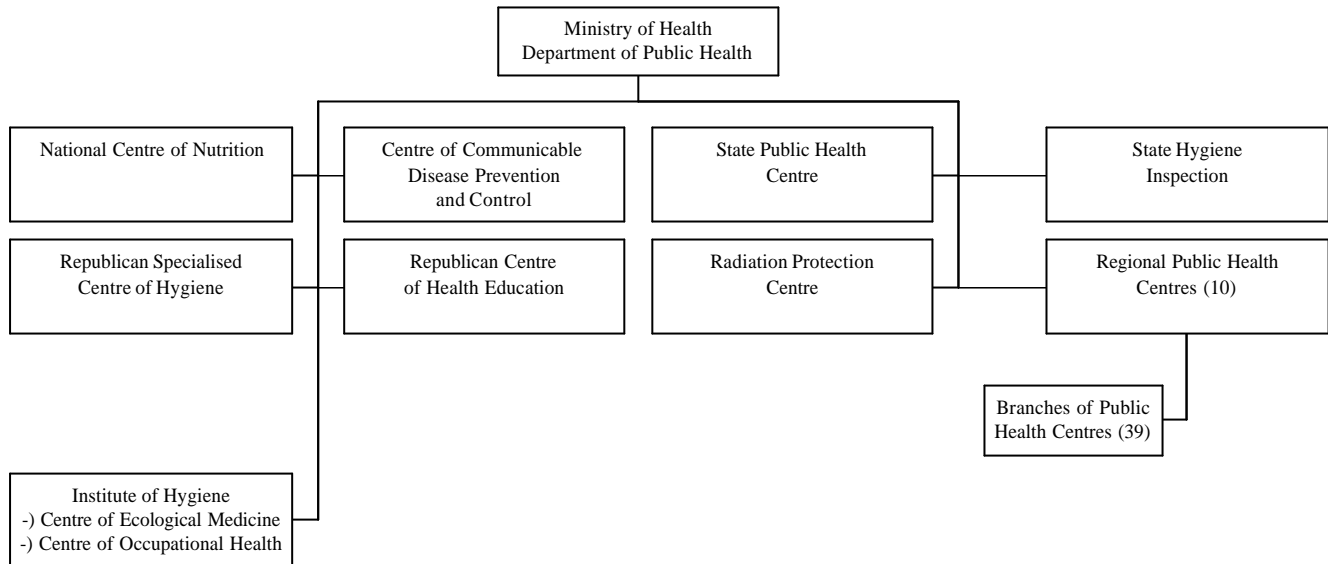 Ministry of Health
Department of Public Health
National Centre of Nutrition
Centre of Communicable
Disease Prevention
and Control
State Public Health
Centre
State Hygiene
Inspection
Republican Specialised
Centre of Hygiene
Republican Centre
of Health Education
Radiation Protection
Centre
Regional Public Health
Centres (10)
Branches of Public
Health Centres (39)
Institute of Hygiene
-) Centre of Ecological Medicine
-) Centre of Occupational Health